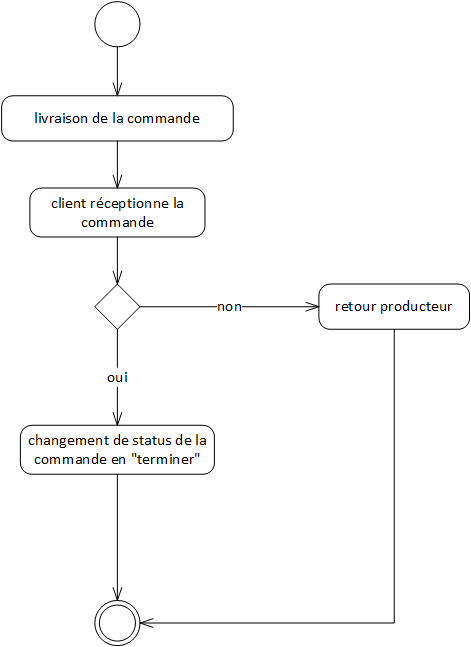 livraison de la commande
client réceptionne la
commande
non
retour producteur
oui
changement de status de la
commande en "terminer"